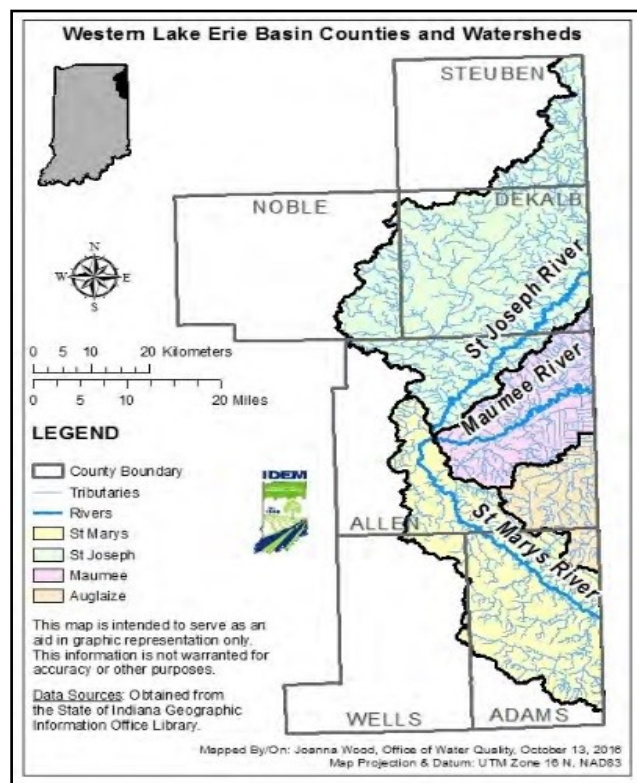 Western Lake Erie Basin Counties and Watersheds
STEUBEN
NOBLE
DEKALB
N
W E
S
St Joseph River
0 5 10 20 Kilometers
0 5 10 20 Miles
Maumee River
LEGEND
County Boundary
Tributaries
Rivers
St Marys
St Joseph
Maumee
Auglaize
IDEM
ALLEN
St Marys River
This map is intended to serve as an
aid in graphic representation only.
This information is not warranted for
accuracy or other purposes.
Data Sources: Obtained from
the State of Indiana Geographic
Information Office Library.
WELLS
ADAMS
Mapped By/On: Joanna Wood, Office of Water Quality, October 13, 2016
Map Projection & Datum: UTM Zone 16 N, NAD83